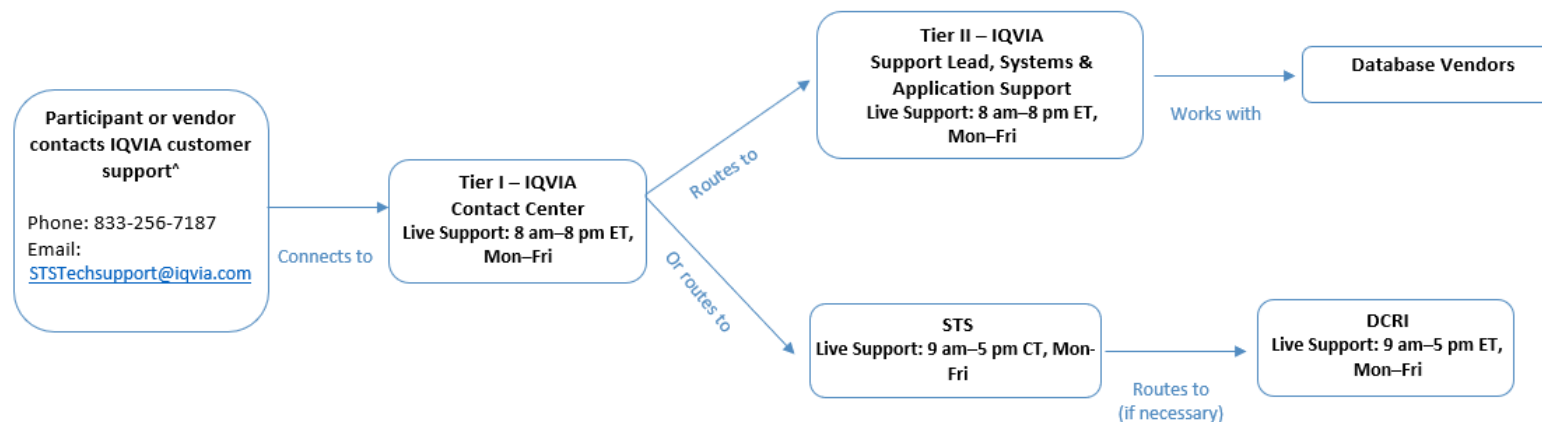 Participant or vendor
contacts IQVIA customer
support^
Phone: 833-256-7187
Email:
STSTechsupport@iqvia.com
Connects to
Tier I – IQVIA
Contact Center
Live Support: 8 am–8 pm ET,
Mon–Fri
Routes to
Tier II – IQVIA
Support Lead, Systems &
Application Support
Live Support: 8 am–8 pm ET,
Mon–Fri
Works with
Database Vendors
Or routes to
STS
Live Support: 9 am–5 pm CT, Mon-
Fri
Routes to
(if necessary)
DCRI
Live Support: 9 am–5 pm ET,
Mon–Fri